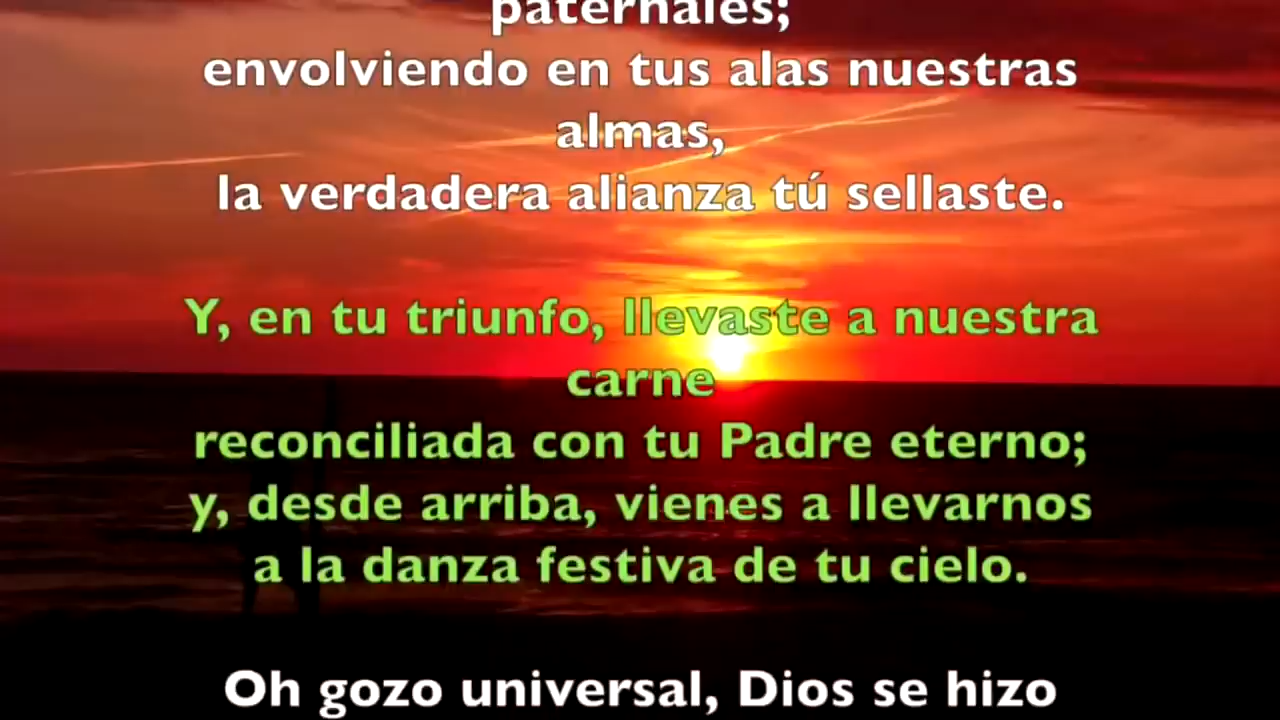 paternales;
envolviendo en tus alas nuestras
almas,
la verdadera alianza tú sellaste.
Y, en tu triunfo, llevaste a nuestra
carne
reconciliada con tu Padre eterno;
y, desde arriba, vienes a llevarnos
a la danza festiva de tu cielo.
Oh gozo universal, Dios se hizo